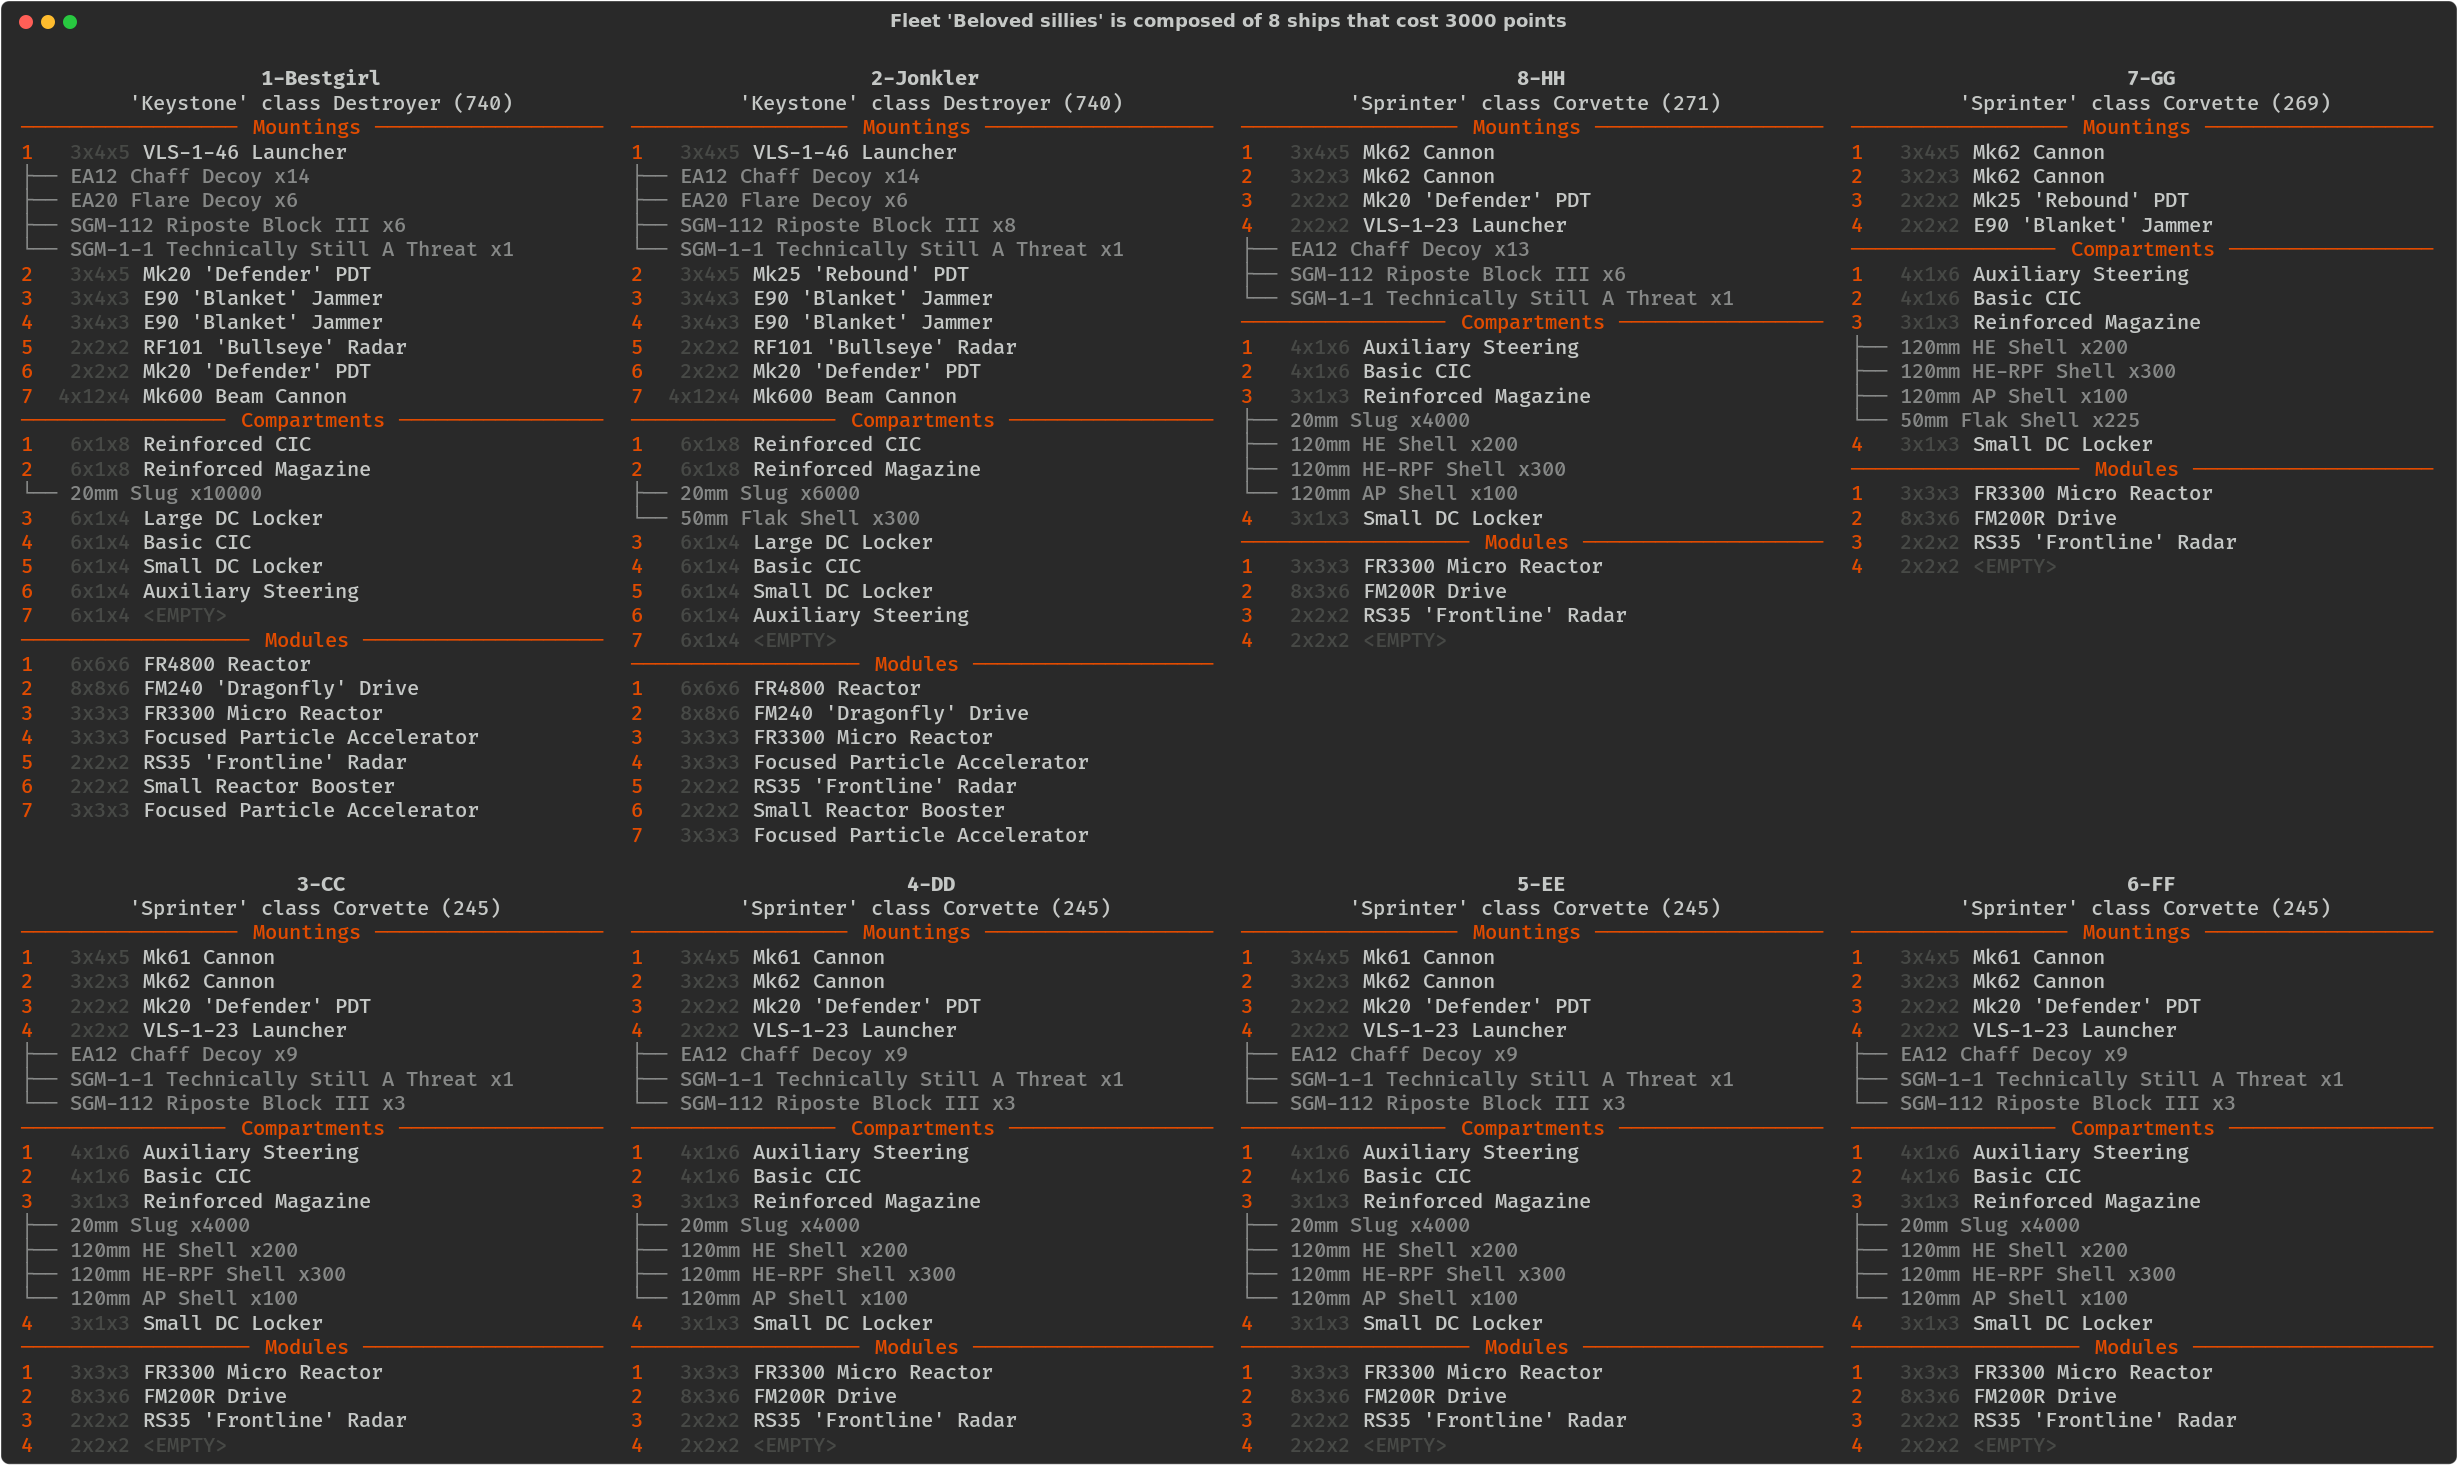 Fleet 'Beloved sillies' is composed of 8 ships that cost 3000 points
1-Bestgirl
'Keystone' class Destroyer (740)
Mountings
1 3x4x5 VLS-1-46 Launcher
EA12 Chaff Decoy x14
EA20 Flare Decoy x6
SGM-112 Riposte Block III x6
SGM-1-1 Technically Still A Threat x1
2 3x4x5 Mk20 'Defender' PDT
3 3x4x3 E90 'Blanket' Jammer
4 3x4x3 E90 'Blanket' Jammer
5 2x2x2 RF101 'Bullseye' Radar
6 2x2x2 Mk20 'Defender' PDT
7 4x12x4 Mk600 Beam Cannon
Compartments
1 6x1x8 Reinforced CIC
2 6x1x8 Reinforced Magazine
20mm Slug x10000
3 6x1x4 Large DC Locker
4 6x1x4 Basic CIC
5 6x1x4 Small DC Locker
6 6x1x4 Auxiliary Steering
7 6x1x4 <EMPTY>
Modules
1 6x6x6 FR4800 Reactor
2 8x8x6 FM240 'Dragonfly' Drive
3 3x3x3 FR3300 Micro Reactor
4 3x3x3 Focused Particle Accelerator
5 2x2x2 RS35 'Frontline' Radar
6 2x2x2 Small Reactor Booster
7 3x3x3 Focused Particle Accelerator
2-Jonkler
'Keystone' class Destroyer (740)
Mountings
1 3x4x5 VLS-1-46 Launcher
EA12 Chaff Decoy x14
EA20 Flare Decoy x6
SGM-112 Riposte Block III x8
SGM-1-1 Technically Still A Threat x1
2 3x4x5 Mk25 'Rebound' PDT
3 3x4x3 E90 'Blanket' Jammer
4 3x4x3 E90 'Blanket' Jammer
5 2x2x2 RF101 'Bullseye' Radar
6 2x2x2 Mk20 'Defender' PDT
7 4x12x4 Mk600 Beam Cannon
Compartments
1 6x1x8 Reinforced CIC
2 6x1x8 Reinforced Magazine
20mm Slug x6000
50mm Flak Shell x300
3 6x1x4 Large DC Locker
4 6x1x4 Basic CIC
5 6x1x4 Small DC Locker
6 6x1x4 Auxiliary Steering
7 6x1x4 <EMPTY>
Modules
1 6x6x6 FR4800 Reactor
2 8x8x6 FM240 'Dragonfly' Drive
3 3x3x3 FR3300 Micro Reactor
4 3x3x3 Focused Particle Accelerator
5 2x2x2 RS35 'Frontline' Radar
6 2x2x2 Small Reactor Booster
7 3x3x3 Focused Particle Accelerator
8-HH
'Sprinter' class Corvette (271)
Mountings
1 3x4x5 Mk62 Cannon
2 3x2x3 Mk62 Cannon
3 2x2x2 Mk20 'Defender' PDT
4 2x2x2 VLS-1-23 Launcher
EA12 Chaff Decoy x13
SGM-112 Riposte Block III x6
SGM-1-1 Technically Still A Threat x1
Compartments
1 4x1x6 Auxiliary Steering
2 4x1x6 Basic CIC
3 3x1x3 Reinforced Magazine
20mm Slug x4000
120mm HE Shell x200
120mm HE-RPF Shell x300
120mm AP Shell x100
4 3x1x3 Small DC Locker
Modules
1 3x3x3 FR3300 Micro Reactor
2 8x3x6 FM200R Drive
3 2x2x2 RS35 'Frontline' Radar
4 2x2x2 <EMPTY>
7-GG
'Sprinter' class Corvette (269)
Mountings
1 3x4x5 Mk62 Cannon
2 3x2x3 Mk62 Cannon
3 2x2x2 Mk25 'Rebound' PDT
4 2x2x2 E90 'Blanket' Jammer
Compartments
1 4x1x6 Auxiliary Steering
2 4x1x6 Basic CIC
3 3x1x3 Reinforced Magazine
120mm HE Shell x200
120mm HE-RPF Shell x300
120mm AP Shell x100
50mm Flak Shell x225
4 3x1x3 Small DC Locker
Modules
1 3x3x3 FR3300 Micro Reactor
2 8x3x6 FM200R Drive
3 2x2x2 RS35 'Frontline' Radar
4 2x2x2 <EMPTY>
3-CC
'Sprinter' class Corvette (245)
Mountings
1 3x4x5 Mk61 Cannon
2 3x2x3 Mk62 Cannon
3 2x2x2 Mk20 'Defender' PDT
4 2x2x2 VLS-1-23 Launcher
EA12 Chaff Decoy x9
SGM-1-1 Technically Still A Threat x1
SGM-112 Riposte Block III x3
Compartments
1 4x1x6 Auxiliary Steering
2 4x1x6 Basic CIC
3 3x1x3 Reinforced Magazine
20mm Slug x4000
120mm HE Shell x200
120mm HE-RPF Shell x300
120mm AP Shell x100
4 3x1x3 Small DC Locker
Modules
1 3x3x3 FR3300 Micro Reactor
2 8x3x6 FM200R Drive
3 2x2x2 RS35 'Frontline' Radar
4 2x2x2 <EMPTY>
4-DD
'Sprinter' class Corvette (245)
Mountings
1 3x4x5 Mk61 Cannon
2 3x2x3 Mk62 Cannon
3 2x2x2 Mk20 'Defender' PDT
4 2x2x2 VLS-1-23 Launcher
EA12 Chaff Decoy x9
SGM-1-1 Technically Still A Threat x1
SGM-112 Riposte Block III x3
Compartments
1 4x1x6 Auxiliary Steering
2 4x1x6 Basic CIC
3 3x1x3 Reinforced Magazine
20mm Slug x4000
120mm HE Shell x200
120mm HE-RPF Shell x300
120mm AP Shell x100
4 3x1x3 Small DC Locker
Modules
1 3x3x3 FR3300 Micro Reactor
2 8x3x6 FM200R Drive
3 2x2x2 RS35 'Frontline' Radar
4 2x2x2 <EMPTY>
5-EE
'Sprinter' class Corvette (245)
Mountings
1 3x4x5 Mk61 Cannon
2 3x2x3 Mk62 Cannon
3 2x2x2 Mk20 'Defender' PDT
4 2x2x2 VLS-1-23 Launcher
EA12 Chaff Decoy x9
SGM-1-1 Technically Still A Threat x1
SGM-112 Riposte Block III x3
Compartments
1 4x1x6 Auxiliary Steering
2 4x1x6 Basic CIC
3 3x1x3 Reinforced Magazine
20mm Slug x4000
120mm HE Shell x200
120mm HE-RPF Shell x300
120mm AP Shell x100
4 3x1x3 Small DC Locker
Modules
1 3x3x3 FR3300 Micro Reactor
2 8x3x6 FM200R Drive
3 2x2x2 RS35 'Frontline' Radar
4 2x2x2 <EMPTY>
6-FF
'Sprinter' class Corvette (245)
Mountings
1 3x4x5 Mk61 Cannon
2 3x2x3 Mk62 Cannon
3 2x2x2 Mk20 'Defender' PDT
4 2x2x2 VLS-1-23 Launcher
EA12 Chaff Decoy x9
SGM-1-1 Technically Still A Threat x1
SGM-112 Riposte Block III x3
Compartments
1 4x1x6 Auxiliary Steering
2 4x1x6 Basic CIC
3 3x1x3 Reinforced Magazine
20mm Slug x4000
120mm HE Shell x200
120mm HE-RPF Shell x300
120mm AP Shell x100
4 3x1x3 Small DC Locker
Modules
1 3x3x3 FR3300 Micro Reactor
2 8x3x6 FM200R Drive
3 2x2x2 RS35 'Frontline' Radar
4 2x2x2 <EMPTY>